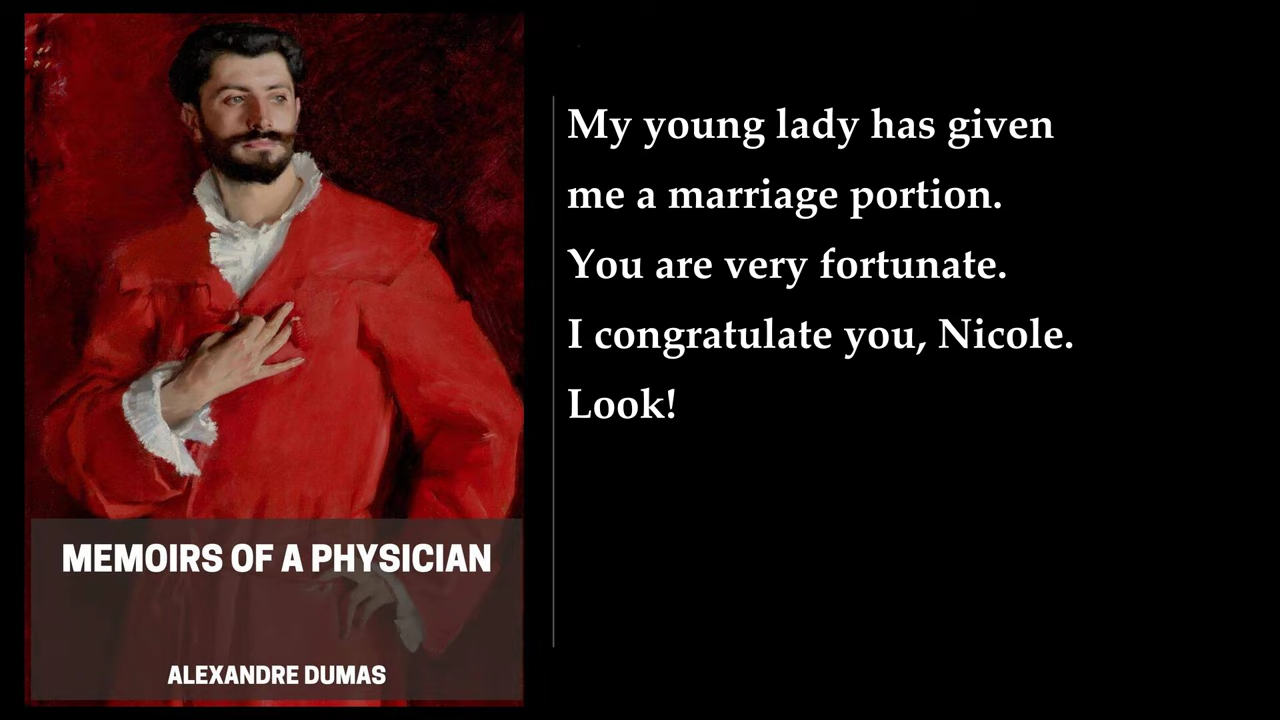 MEMOIRS OF A PHYSICIAN
ALEXANDRE DUMAS
My young lady has given
me a marriage portion.
You are very fortunate.
I congratulate you, Nicole.
Look!